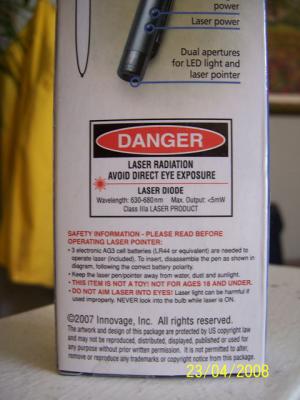 power
Laser power
Dual apertures
for LED light and
laser pointer
DANGER
LASER RADIATION
AVOID DIRECT EYE EXPOSURE
LASER DIODE
Wavelength: 630-680nm Max. Output: <5mW
Class IIIa LASER PRODUCT
SAFETY INFORMATION - PLEASE READ BEFORE
OPERATING LASER POINTER:
• 3 electronic AG3 cell batteries (LR44 or equivalent) are needed to
operate laser (included). To insert, disassemble the pen as shown in
diagram, following the correct battery polarity.
• Keep the laser pen/pointer away from water, dust and sunlight.
• THIS ITEM IS NOT A TOY! NOT FOR AGES 18 AND UNDER.
• DO NOT AIM LASER INTO EYES! Laser light can be harmful if
used improperly. NEVER look into the bulb while laser is ON.
©2007 Innovage, Inc. All rights reserved.
The artwork and design of this package are protected by US copyright law
and may not be reproduced, distributed, displayed, published or used for
any purpose without prior written permission. It is not permitted to alter,
remove or reproduce any trademarks or copyright notice from this package.
23/04/2008